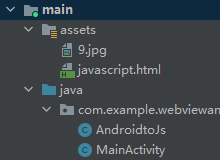 main
assets
9.jpg
javascript.html
java
com.example.webviewan
AndroidtoJs
MainActivity